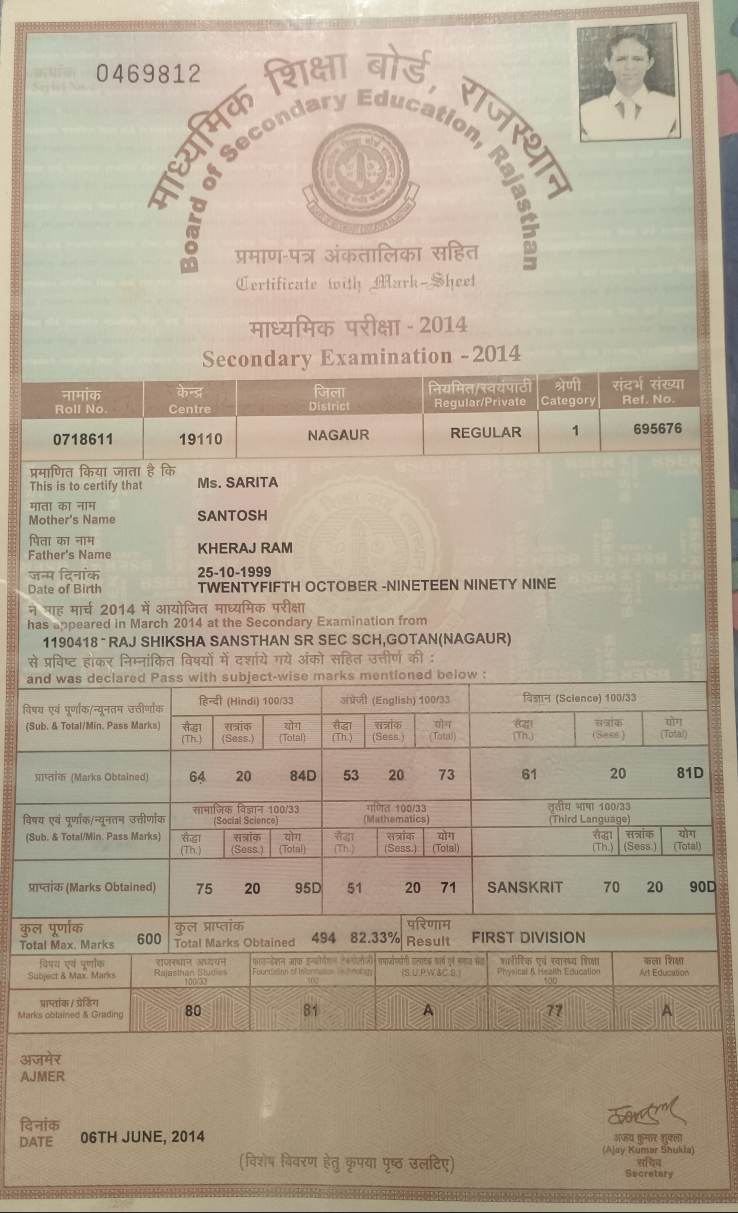 0469812
माध्यमिक शिक्षा बोर्ड, राजस्थान
Board of Secondary Education, Rajasthan
प्रमाण-पत्र अंकतालिका सहित
Certificate with Mark-Sheet
माध्यमिक परीक्षा - 2014
Secondary Examination - 2014
नामांक केन्द्र जिला नियमित/स्वयंपाठी श्रेणी संदर्भ संख्या
Roll No. Centre District Regular/Private Category Ref. No.
0718611 19110 NAGAUR REGULAR 1 695676
प्रमाणित किया जाता है कि
This is to certify that Ms. SARITA
माता का नाम
Mother's Name SANTOSH
पिता का नाम
Father's Name KHERAJ RAM
जन्म दिनांक 25-10-1999
Date of Birth TWENTYFIFTH OCTOBER -NINETEEN NINETY NINE
ने माह मार्च 2014 में आयोजित माध्यमिक परीक्षा
has appeared in March 2014 at the Secondary Examination from
1190418 - RAJ SHIKSHA SANSTHAN SR SEC SCH,GOTAN(NAGAUR)
से प्रविष्ट होकर निम्नांकित विषयों में दर्शाये गये अंको सहित उत्तीर्ण की :
and was declared Pass with subject-wise marks mentioned below :
विषय एवं पूर्णांक/न्यूनतम उत्तीर्णांक हिन्दी (Hindi) 100/33 अंग्रेजी (English) 100/33 विज्ञान (Science) 100/33
(Sub. & Total/Min. Pass Marks) सैद्धा सत्रांक योग सैद्धा सत्रांक योग सैद्धा सत्रांक योग
(Th.) (Sess.) (Total) (Th.) (Sess.) (Total) (Th.) (Sess.) (Total)
प्राप्तांक (Marks Obtained) 64 20 84D 53 20 73 61 20 81D
विषय एवं पूर्णांक/न्यूनतम उत्तीर्णांक सामाजिक विज्ञान 100/33 गणित 100/33 तृतीय भाषा 100/33
(Social Science) (Mathematics) (Third Language)
(Sub. & Total/Min. Pass Marks) सैद्धा सत्रांक योग सैद्धा सत्रांक योग सैद्धा सत्रांक योग
(Th.) (Sess.) (Total) (Th.) (Sess.) (Total) (Th.) (Sess.) (Total)
प्राप्तांक (Marks Obtained) 75 20 95D 51 20 71 SANSKRIT 70 20 90D
कुल पूर्णांक 600 कुल प्राप्तांक 494 82.33% परिणाम FIRST DIVISION
Total Max. Marks Total Marks Obtained Result
विषय एवं पूर्णांक राजस्थान अध्ययन फाउन्डेशन आफ इन्फोर्मेशन टेक्नोलोजी शारीरिक एवं स्वास्थ्य शिक्षा कला शिक्षा
Subject & Max. Marks Rajasthan Studies Foundation of Information Technology (S.U.P.W.& C.S.) Physical & Health Education Art Education
100/33 100 100
प्राप्तांक / ग्रेडिंग
Marks obtained & Grading 80 81 A 77 A
अजमेर
AJMER
दिनांक
DATE 06TH JUNE, 2014
(विशेष विवरण हेतु कृपया पृष्ठ उलटिए)
अजय कुमार शुक्ला
(Ajay Kumar Shukla)
सचिव
Secretary